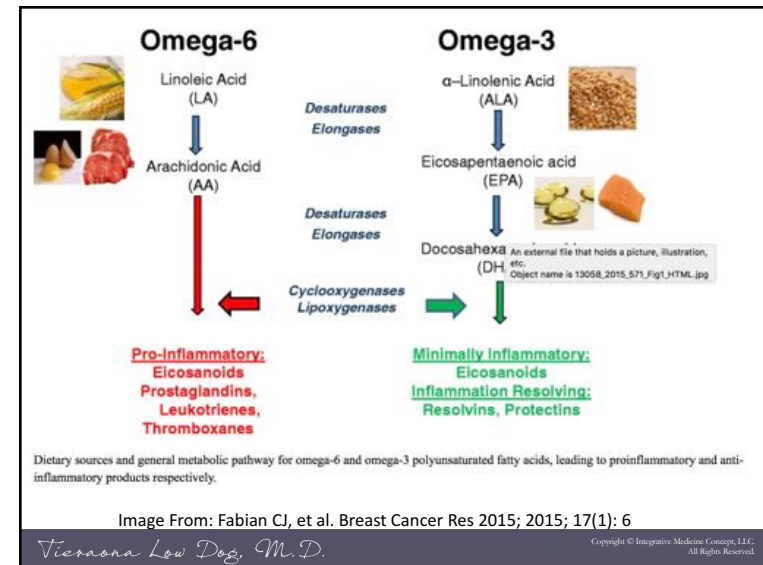 Omega-6
Omega-3
Linoleic Acid
(LA)
α–Linolenic Acid
(ALA)
Desaturases
Elongases
Arachidonic Acid
(AA)
Eicosapentaenoic acid
(EPA)
Desaturases
Elongases
Docosahexa
(DH
An external file that holds a picture, illustration,
etc.
Object name is 13058_2015_571_Fig1_HTML.jpg
Cyclooxygenases
Lipoxygenases
Pro-Inflammatory:
Eicosanoids
Prostaglandins,
Leukotrienes,
Thromboxanes
Minimally Inflammatory:
Eicosanoids
Inflammation Resolving:
Resolvins, Protectins
Dietary sources and general metabolic pathway for omega-6 and omega-3 polyunsaturated fatty acids, leading to proinflammatory and anti-
inflammatory products respectively.
Image From: Fabian CJ, et al. Breast Cancer Res 2015; 2015; 17(1): 6
Tieraona Low Dog, M.D.
Copyright © Integrative Medicine Concept, LLC.
All Rights Reserved.